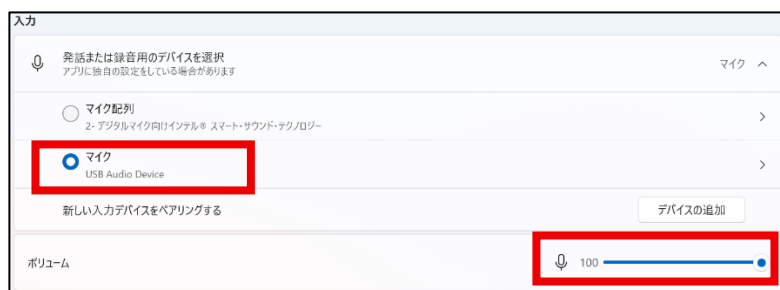 入力
発話または録音用のデバイスを選択
アプリに独自の設定をしている場合があります
マイク
マイク配列
2- デジタルマイク向けインテル® スマート・サウンド・テクノロジー
マイク
USB Audio Device
新しい入力デバイスをペアリングする
デバイスの追加
ボリューム
100